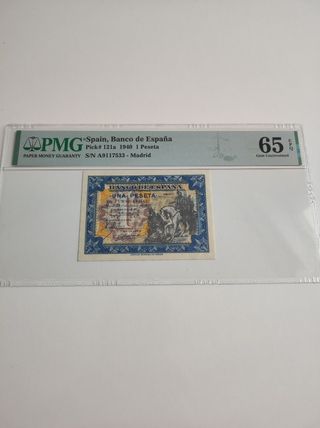 PMG
PAPER MONEY GUARANTY
Spain, Banco de España
Pick# 121a 1940 1 Peseta
S/N A9117533 - Madrid
65 EPQ
Gem Uncirculated
BANCO DE ESPAÑA
UNA PESETA